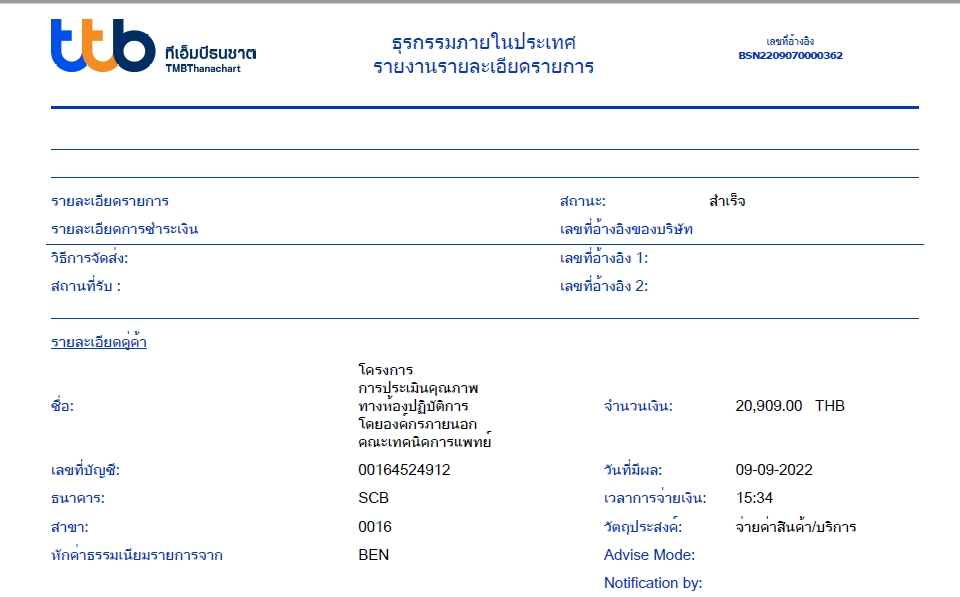 ttb ทีเอ็มบีธนชาต
TMBThanachart
ธุรกรรมภายในประเทศ
รายงานรายละเอียดรายการ
เลขที่อ้างอิง
BSN2209070000362
รายละเอียดรายการ
สถานะ: สำเร็จ
รายละเอียดการชำระเงิน
เลขที่อ้างอิงของบริษัท
วิธีการจัดส่ง:
เลขที่อ้างอิง 1:
สถานที่รับ :
เลขที่อ้างอิง 2:
รายละเอียดคู่ค้า
ชื่อ:
โครงการ
การประเมินคุณภาพ
ทางห้องปฏิบัติการ
โดยองค์กรภายนอก
คณะเทคนิคการแพทย์
จำนวนเงิน: 20,909.00 THB
เลขที่บัญชี: 00164524912
วันที่มีผล: 09-09-2022
ธนาคาร: SCB
เวลาการจ่ายเงิน: 15:34
สาขา: 0016
วัตถุประสงค์: จ่ายค่าสินค้า/บริการ
หักค่าธรรมเนียมรายการจาก BEN
Advise Mode:
Notification by: